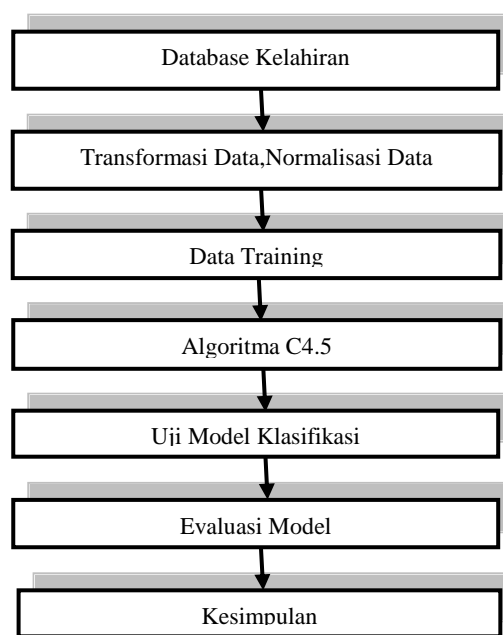 Database Kelahiran
Transformasi Data,Normalisasi Data
Data Training
Algoritma C4.5
Uji Model Klasifikasi
Evaluasi Model
Kesimpulan